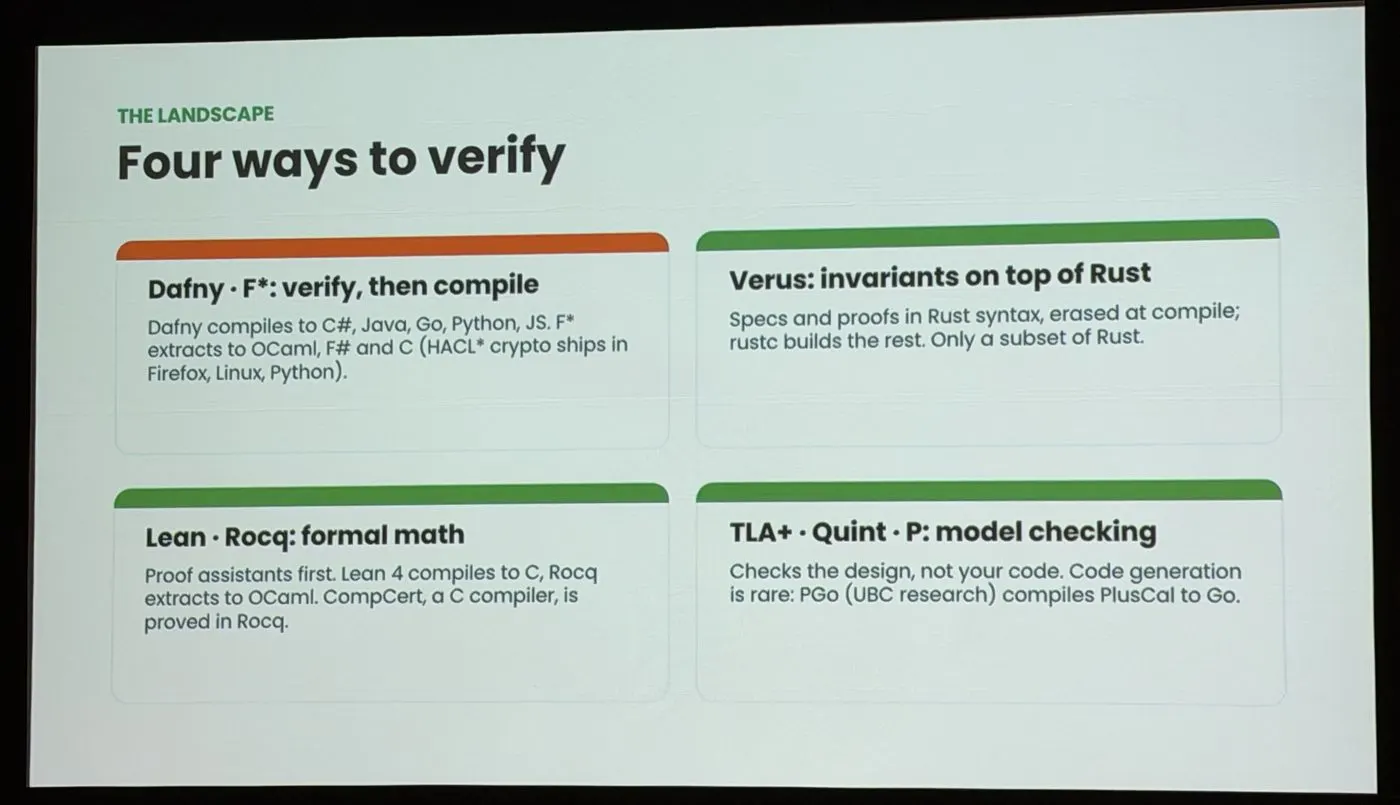 THE LANDSCAPE
Four ways to verify
Dafny · F*: verify, then compile
Dafny compiles to C#, Java, Go, Python, JS. F*
extracts to OCaml, F# and C (HACL* crypto ships in
Firefox, Linux, Python).
Verus: invariants on top of Rust
Specs and proofs in Rust syntax, erased at compile;
rustc builds the rest. Only a subset of Rust.
Lean · Rocq: formal math
Proof assistants first. Lean 4 compiles to C, Rocq
extracts to OCaml. CompCert, a C compiler, is
proved in Rocq.
TLA+ · Quint · P: model checking
Checks the design, not your code. Code generation
is rare: PGo (UBC research) compiles PlusCal to Go.